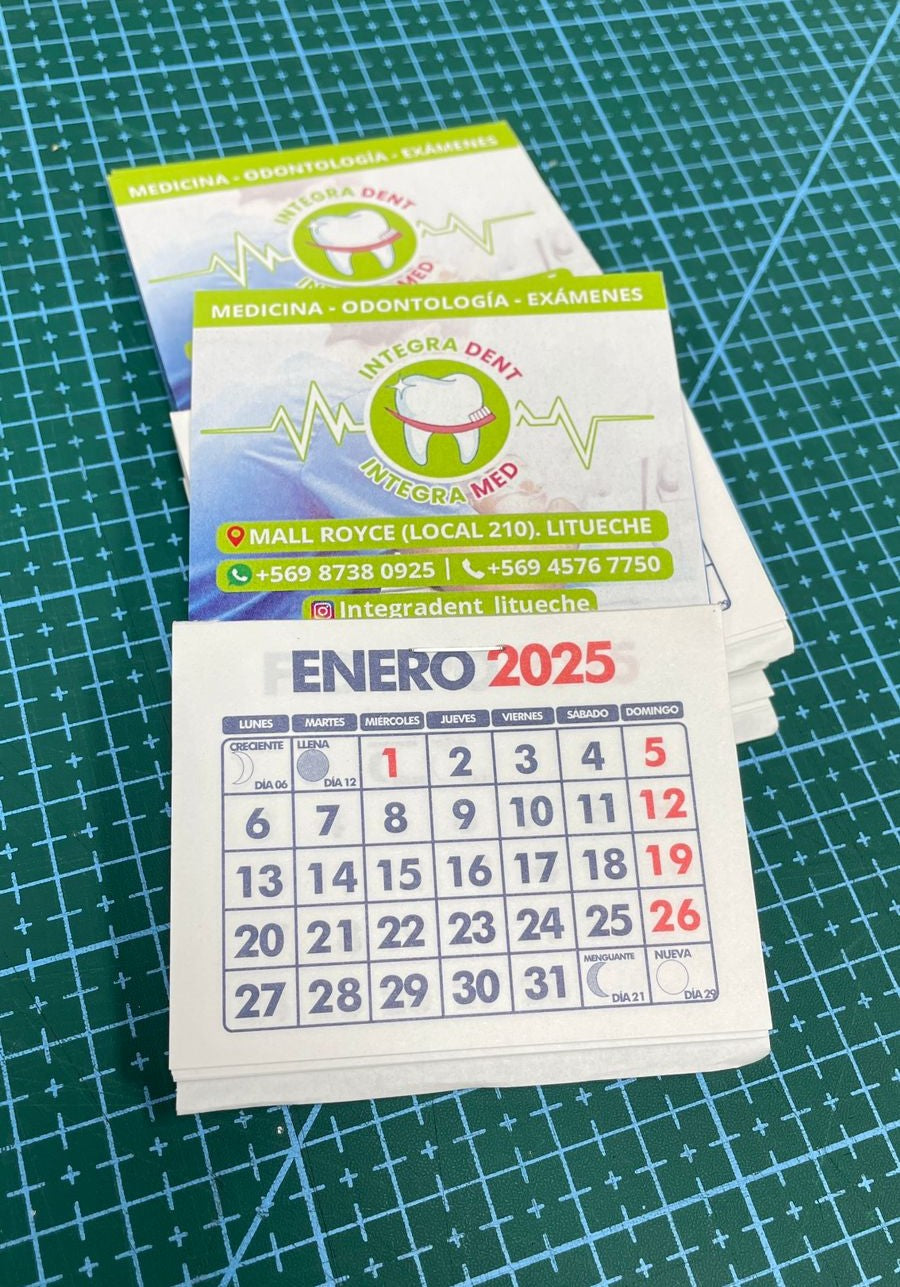 MEDICINA - ODONTOLOGÍA - EXÁMENES
INTEGRA DENT
MED
MEDICINA - ODONTOLOGÍA - EXÁMENES
INTEGRA DENT
INTEGRA MED
MALL ROYCE (LOCAL 210). LITUECHE
+569 8738 0925 | +569 4576 7750
Integradent_litueche
ENERO 2025
LUNES MARTES MIÉRCOLES JUEVES VIERNES SÁBADO DOMINGO
CRECIENTE DÍA 06 LLENA DÍA 12 1 2 3 4 5
6 7 8 9 10 11 12
13 14 15 16 17 18 19
20 21 22 23 24 25 26
27 28 29 30 31 MENGUANTE DÍA 21 NUEVA DÍA 29